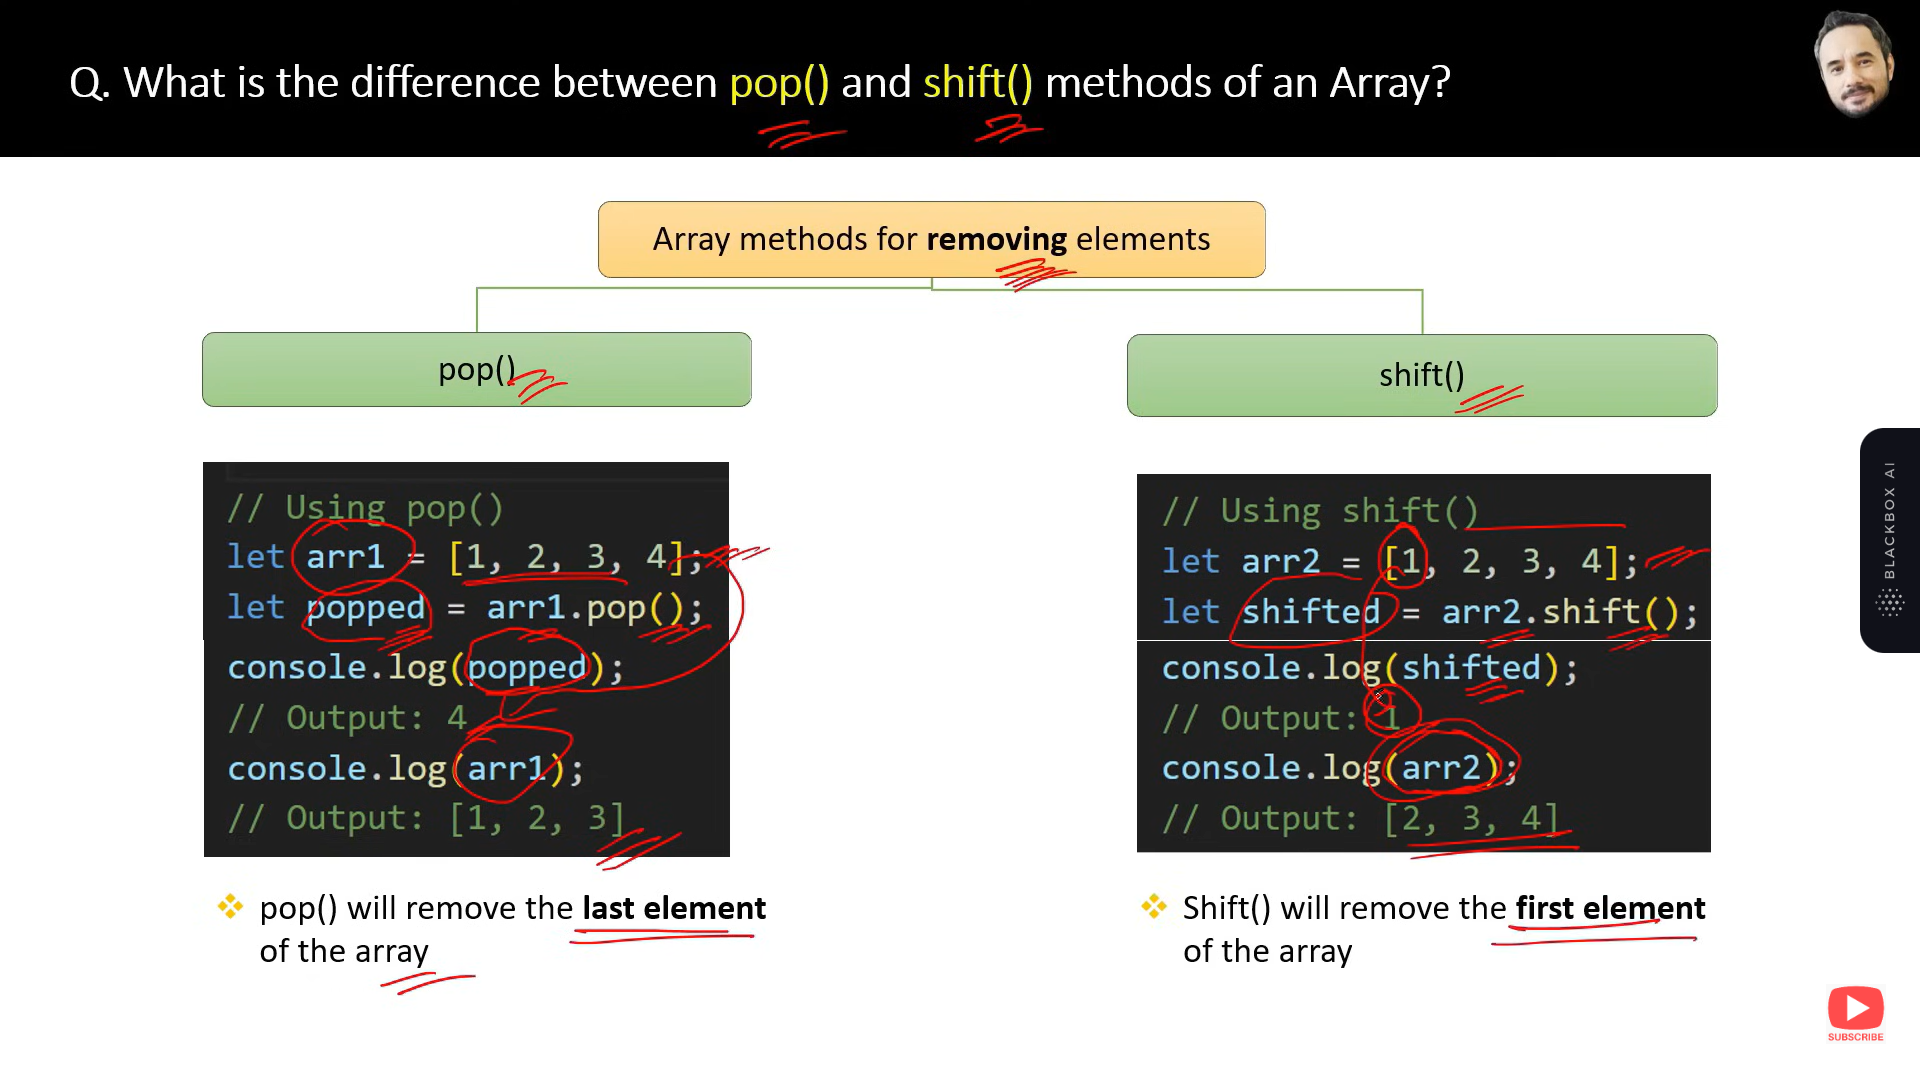 Q. What is the difference between pop() and shift() methods of an Array?
Array methods for removing elements
pop()
shift()
// Using pop()
let arr1 = [1, 2, 3, 4];
let popped = arr1.pop();
console.log(popped);
// Output: 4
console.log(arr1);
// Output: [1, 2, 3]
// Using shift()
let arr2 = [1, 2, 3, 4];
let shifted = arr2.shift();
console.log(shifted);
// Output: 1
console.log(arr2);
// Output: [2, 3, 4]
pop() will remove the last element
of the array
Shift() will remove the first element
of the array
BLACKBOX AI
SUBSCRIBE